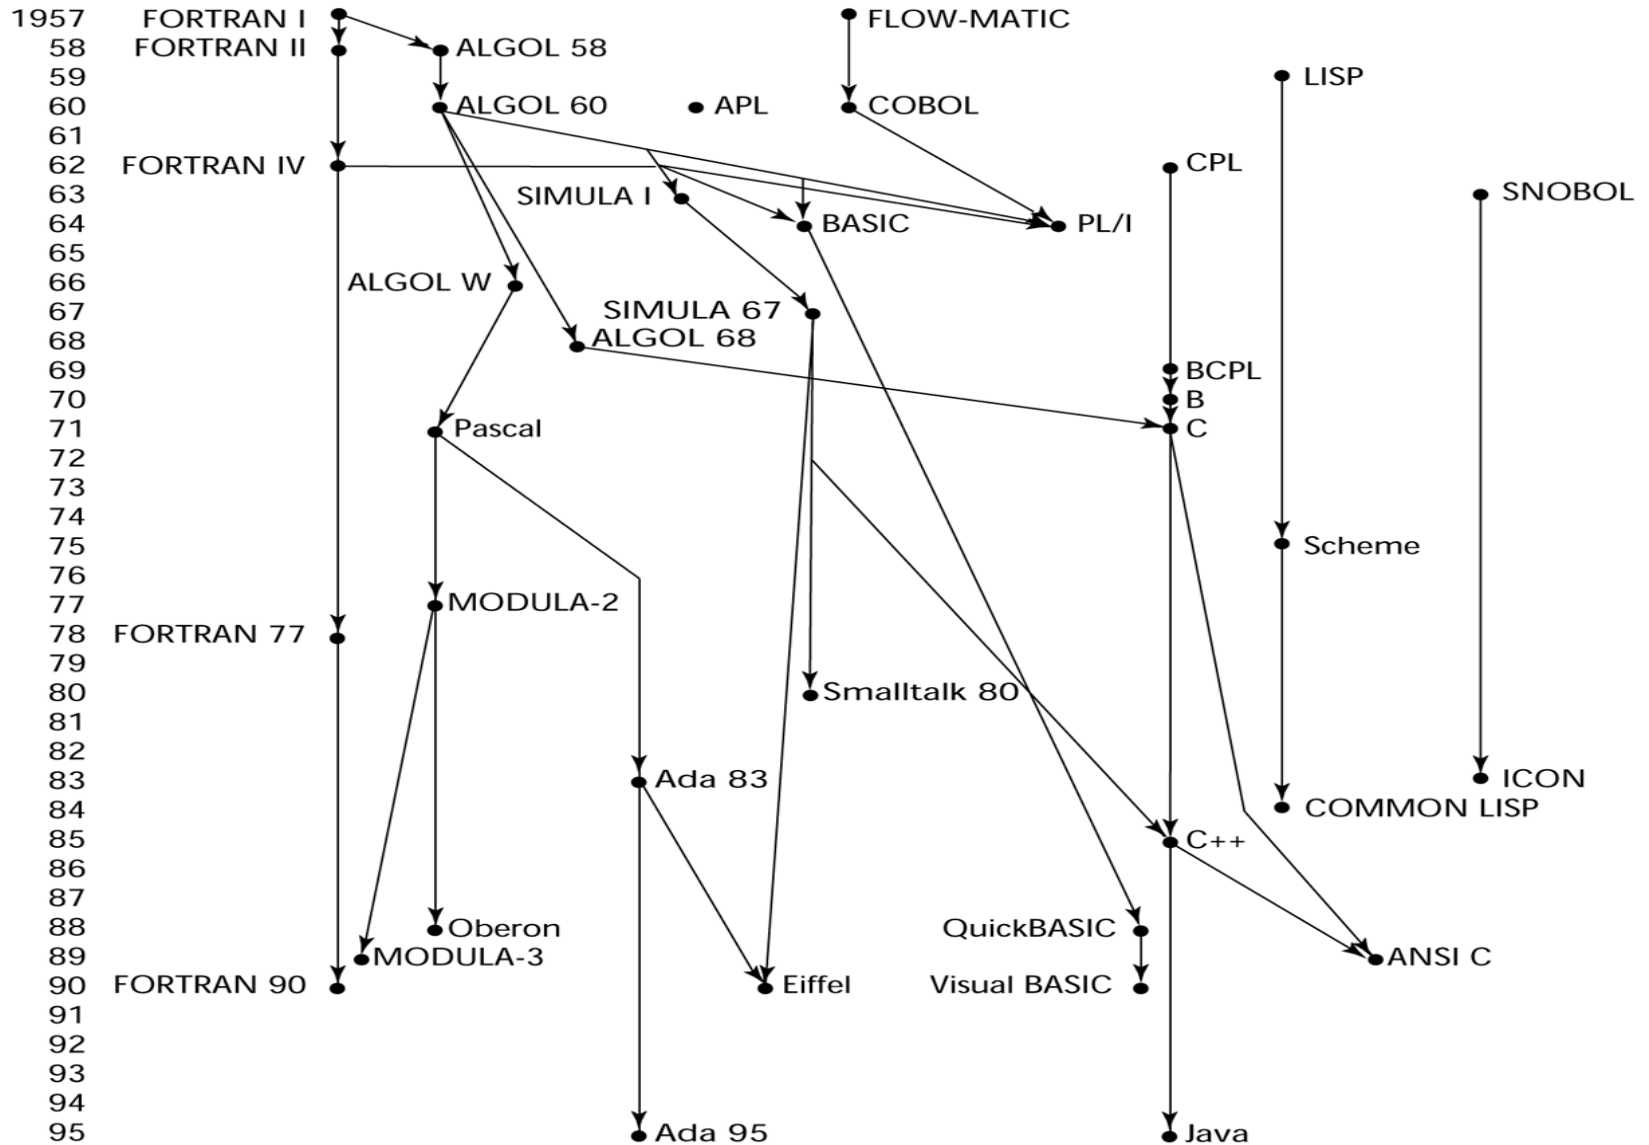 1957 FORTRAN I FLOW-MATIC
58 FORTRAN II ALGOL 58
59 LISP
60 ALGOL 60 APL COBOL
61
62 FORTRAN IV CPL
63 SIMULA I SNOBOL
64 BASIC PL/I
65
66 ALGOL W
67 SIMULA 67
68 ALGOL 68
69 BCPL
70 B
71 Pascal C
72
73
74
75 Scheme
76
77 MODULA-2
78 FORTRAN 77
79
80 Smalltalk 80
81
82
83 Ada 83 ICON
84 COMMON LISP
85 C++
86
87
88 Oberon QuickBASIC
89 MODULA-3 ANSI C
90 FORTRAN 90 Eiffel Visual BASIC
91
92
93
94
95 Ada 95 Java